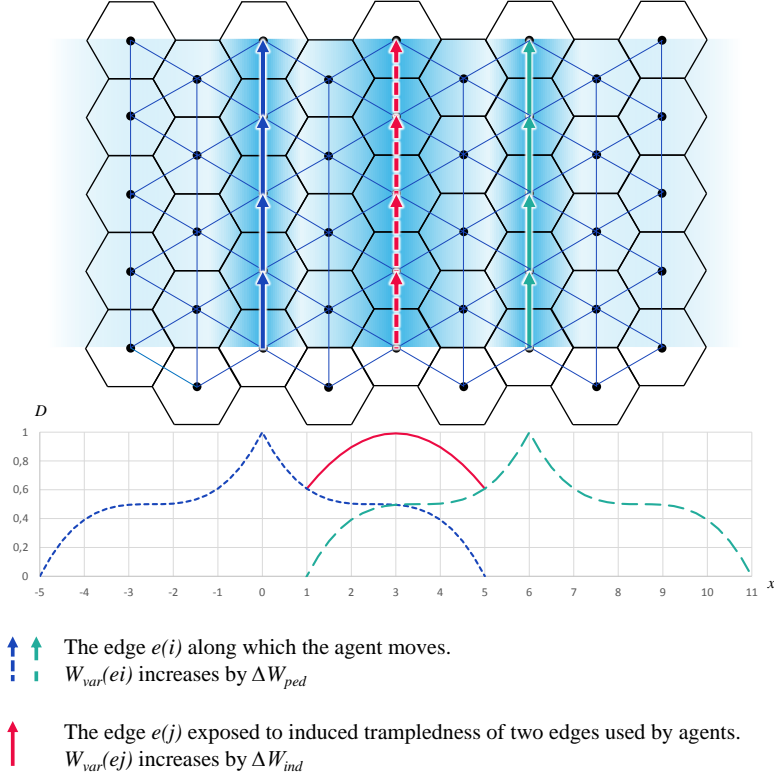 D
1
0,8
0,6
0,4
0,2
0
-5 -4 -3 -2 -1 0 1 2 3 4 5 6 7 8 9 10 11
x
The edge e(i) along which the agent moves.
Wvar(ei) increases by ΔWped
The edge e(j) exposed to induced trampledness of two edges used by agents.
Wvar(ej) increases by ΔWind